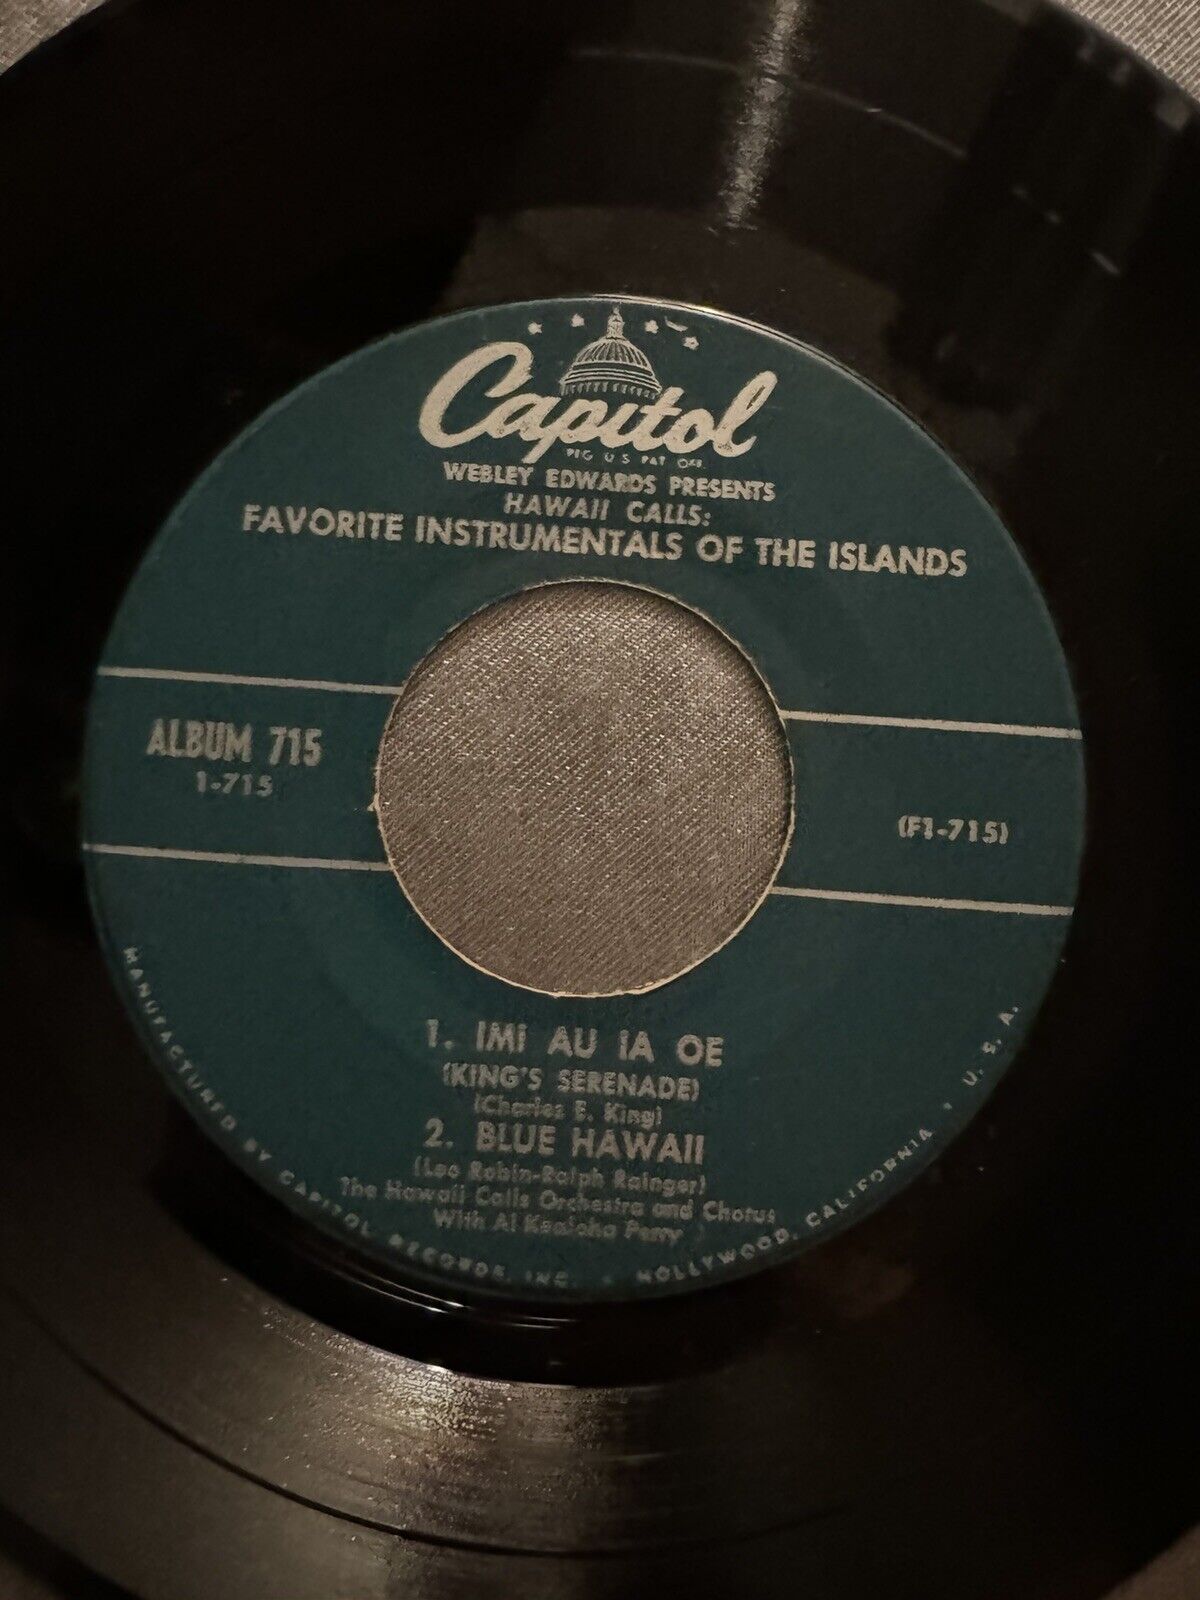 Capitol
REG U S PAT OFF.
WEBLEY EDWARDS PRESENTS
HAWAII CALLS:
FAVORITE INSTRUMENTALS OF THE ISLANDS
ALBUM 715
1-715
(F1-715)
1. IMI AU IA OE
(KING'S SERENADE)
(Charles E. King)
2. BLUE HAWAII
(Leo Robin-Ralph Rainger)
The Hawaii Calls Orchestra and Chorus
With Al Kealoha Perry
MANUFACTURED BY CAPITOL RECORDS, INC. • HOLLYWOOD, CALIFORNIA • U. S. A.